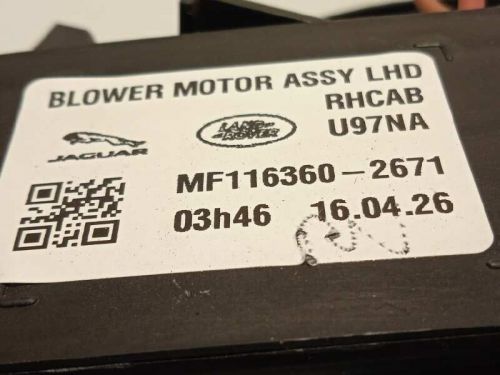 BLOWER MOTOR ASSY LHD
RHCAB
U97NA
JAGUAR
LAND ROVER
MF116360-2671
03h46 16.04.26